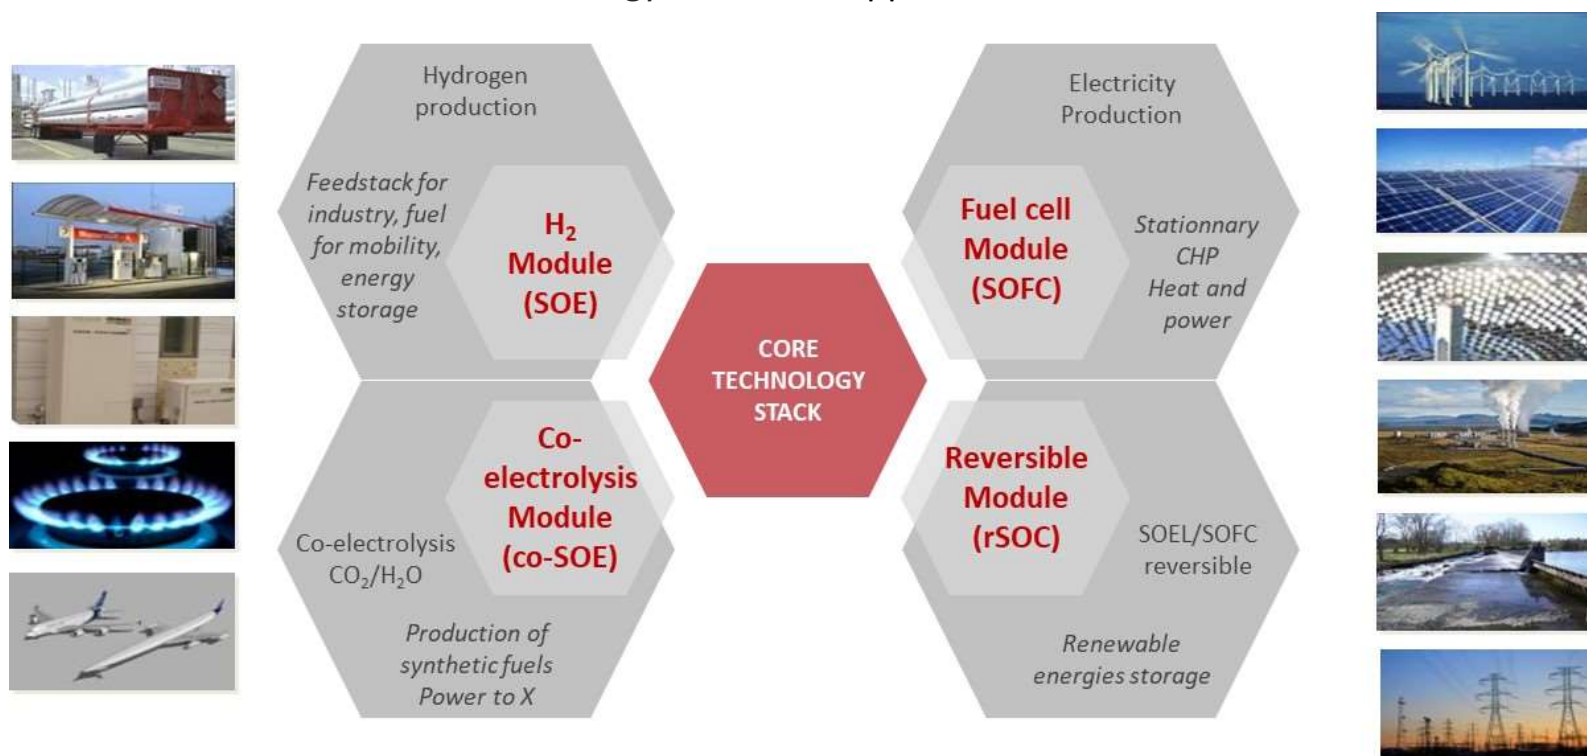 Hydrogen
production
Feedstack for
industry, fuel
for mobility,
energy
storage
H₂
Module
(SOE)
Electricity
Production
Fuel cell
Module
(SOFC)
Stationnary
CHP
Heat and
power
CORE
TECHNOLOGY
STACK
Co-
electrolysis
Module
(co-SOE)
Co-electrolysis
CO₂/H₂O
Production of
synthetic fuels
Power to X
Reversible
Module
(rSOC)
SOEL/SOFC
reversible
Renewable
energies storage